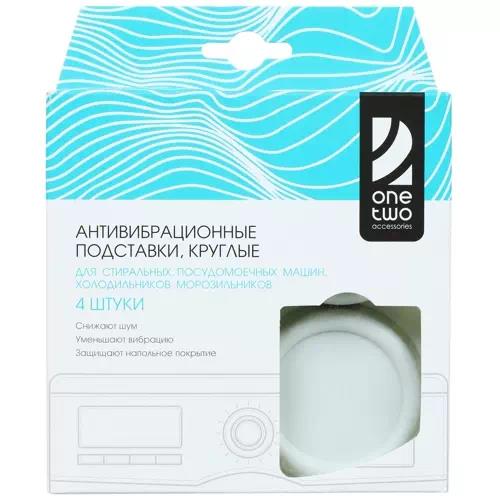 one
two
accessories
АНТИВИБРАЦИОННЫЕ
ПОДСТАВКИ, КРУГЛЫЕ
ДЛЯ СТИРАЛЬНЫХ, ПОСУДОМОЕЧНЫХ МАШИН,
ХОЛОДИЛЬНИКОВ МОРОЗИЛЬНИКОВ
4 ШТУКИ
Снижают шум
Уменьшают вибрацию
Защищают напольное покрытие